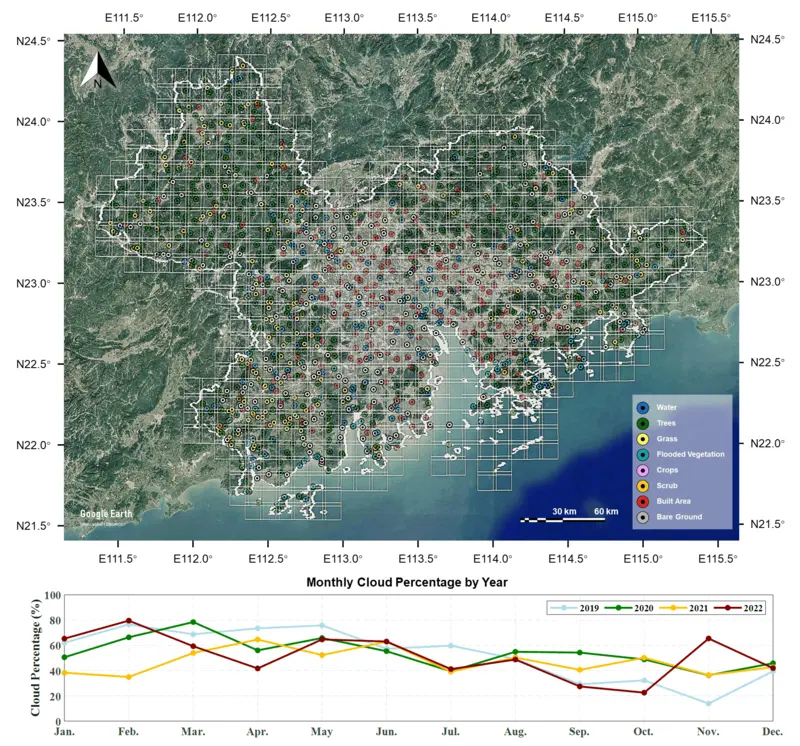 E111.5° E112.0° E112.5° E113.0° E113.5° E114.0° E114.5° E115.0° E115.5°
N24.5° N24.5°
N24.0° N24.0°
N23.5° N23.5°
N23.0° N23.0°
N22.5° N22.5°
N22.0° N22.0°
N21.5° N21.5°
N
Water
Trees
Grass
Flooded Vegetation
Crops
Scrub
Built Area
Bare Ground
Google Earth
30 km 60 km
E111.5° E112.0° E112.5° E113.0° E113.5° E114.0° E114.5° E115.0° E115.5°
Monthly Cloud Percentage by Year
Cloud Percentage (%)
100
80
60
40
20
0
2019 2020 2021 2022
Jan. Feb. Mar. Apr. May Jun. Jul. Aug. Sep. Oct. Nov. Dec.